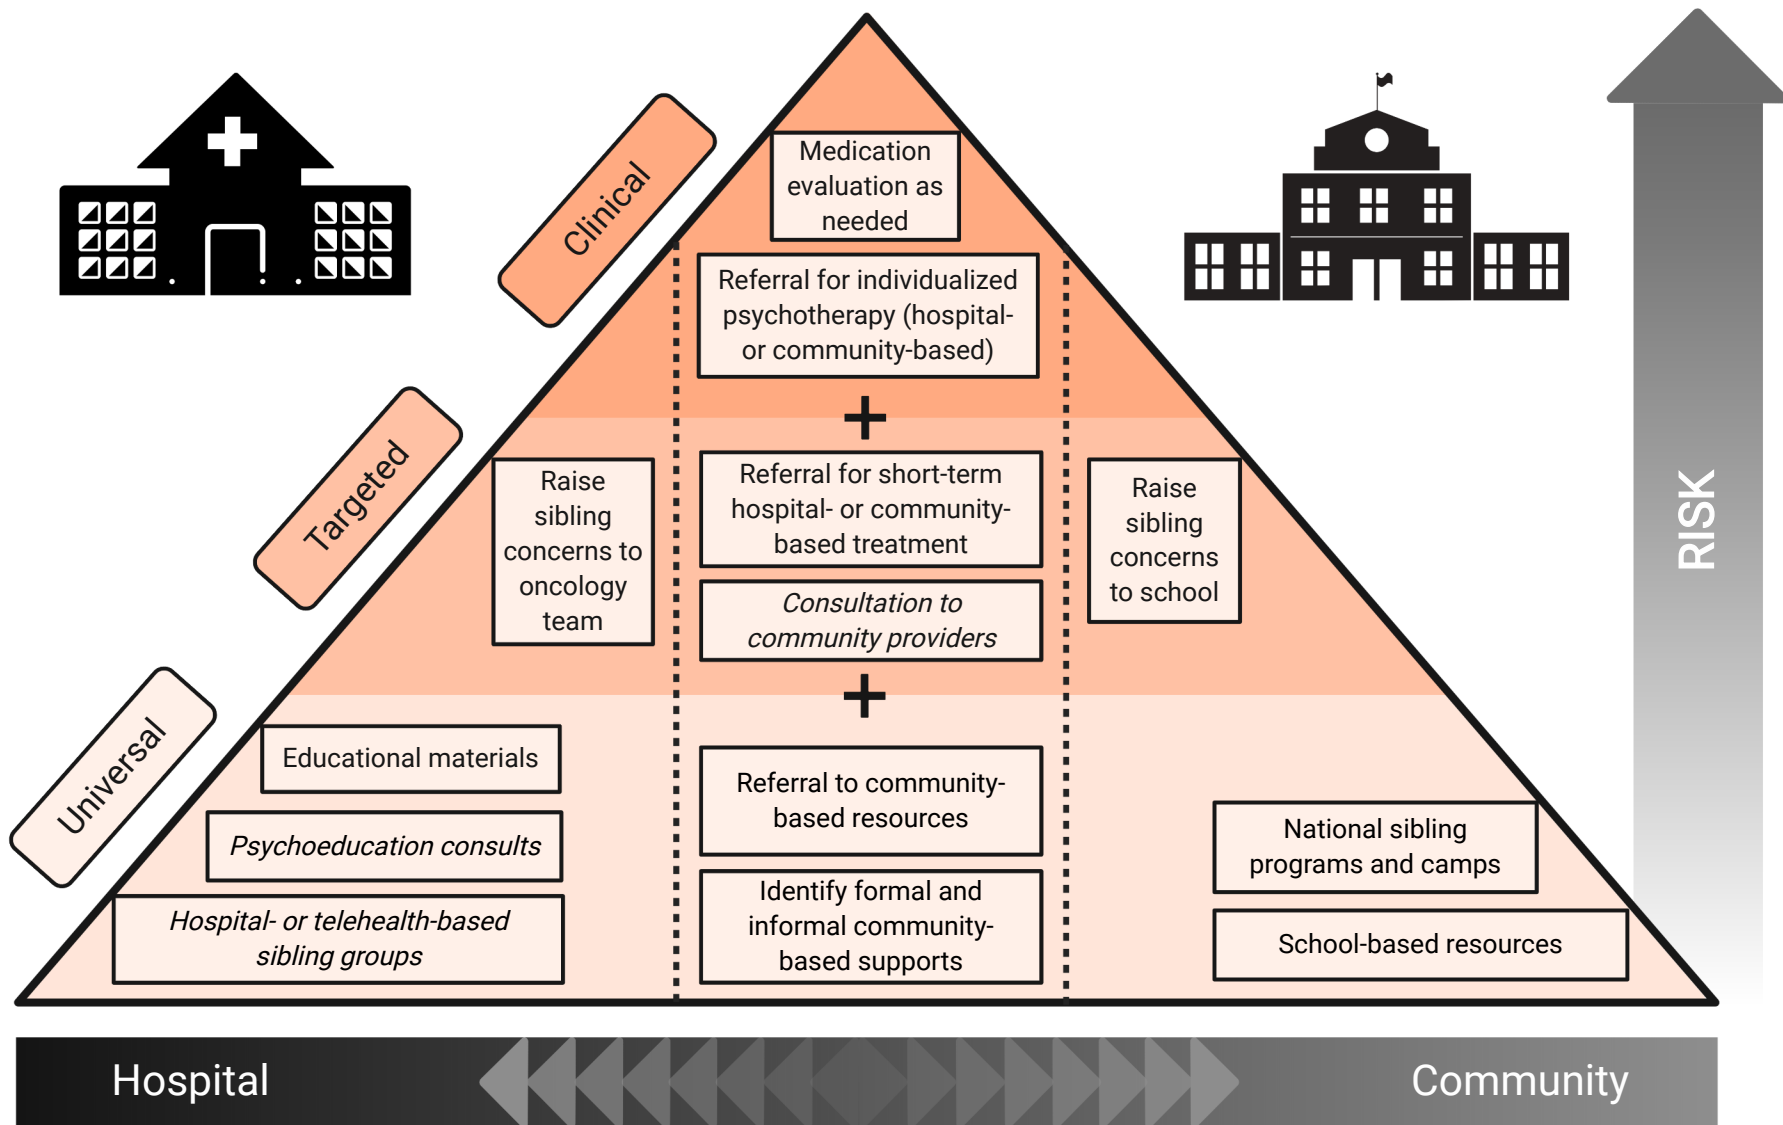 Clinical
Medication
evaluation as
needed
Referral for individualized
psychotherapy (hospital-
or community-based)
+
Targeted
Raise
sibling
concerns to
oncology
team
Referral for short-term
hospital- or community-
based treatment
Consultation to
community providers
Raise
sibling
concerns
to school
+
Universal
Educational materials
Psychoeducation consults
Hospital- or telehealth-based
sibling groups
Referral to community-
based resources
Identify formal and
informal community-
based supports
National sibling
programs and camps
School-based resources
RISK
Hospital
Community